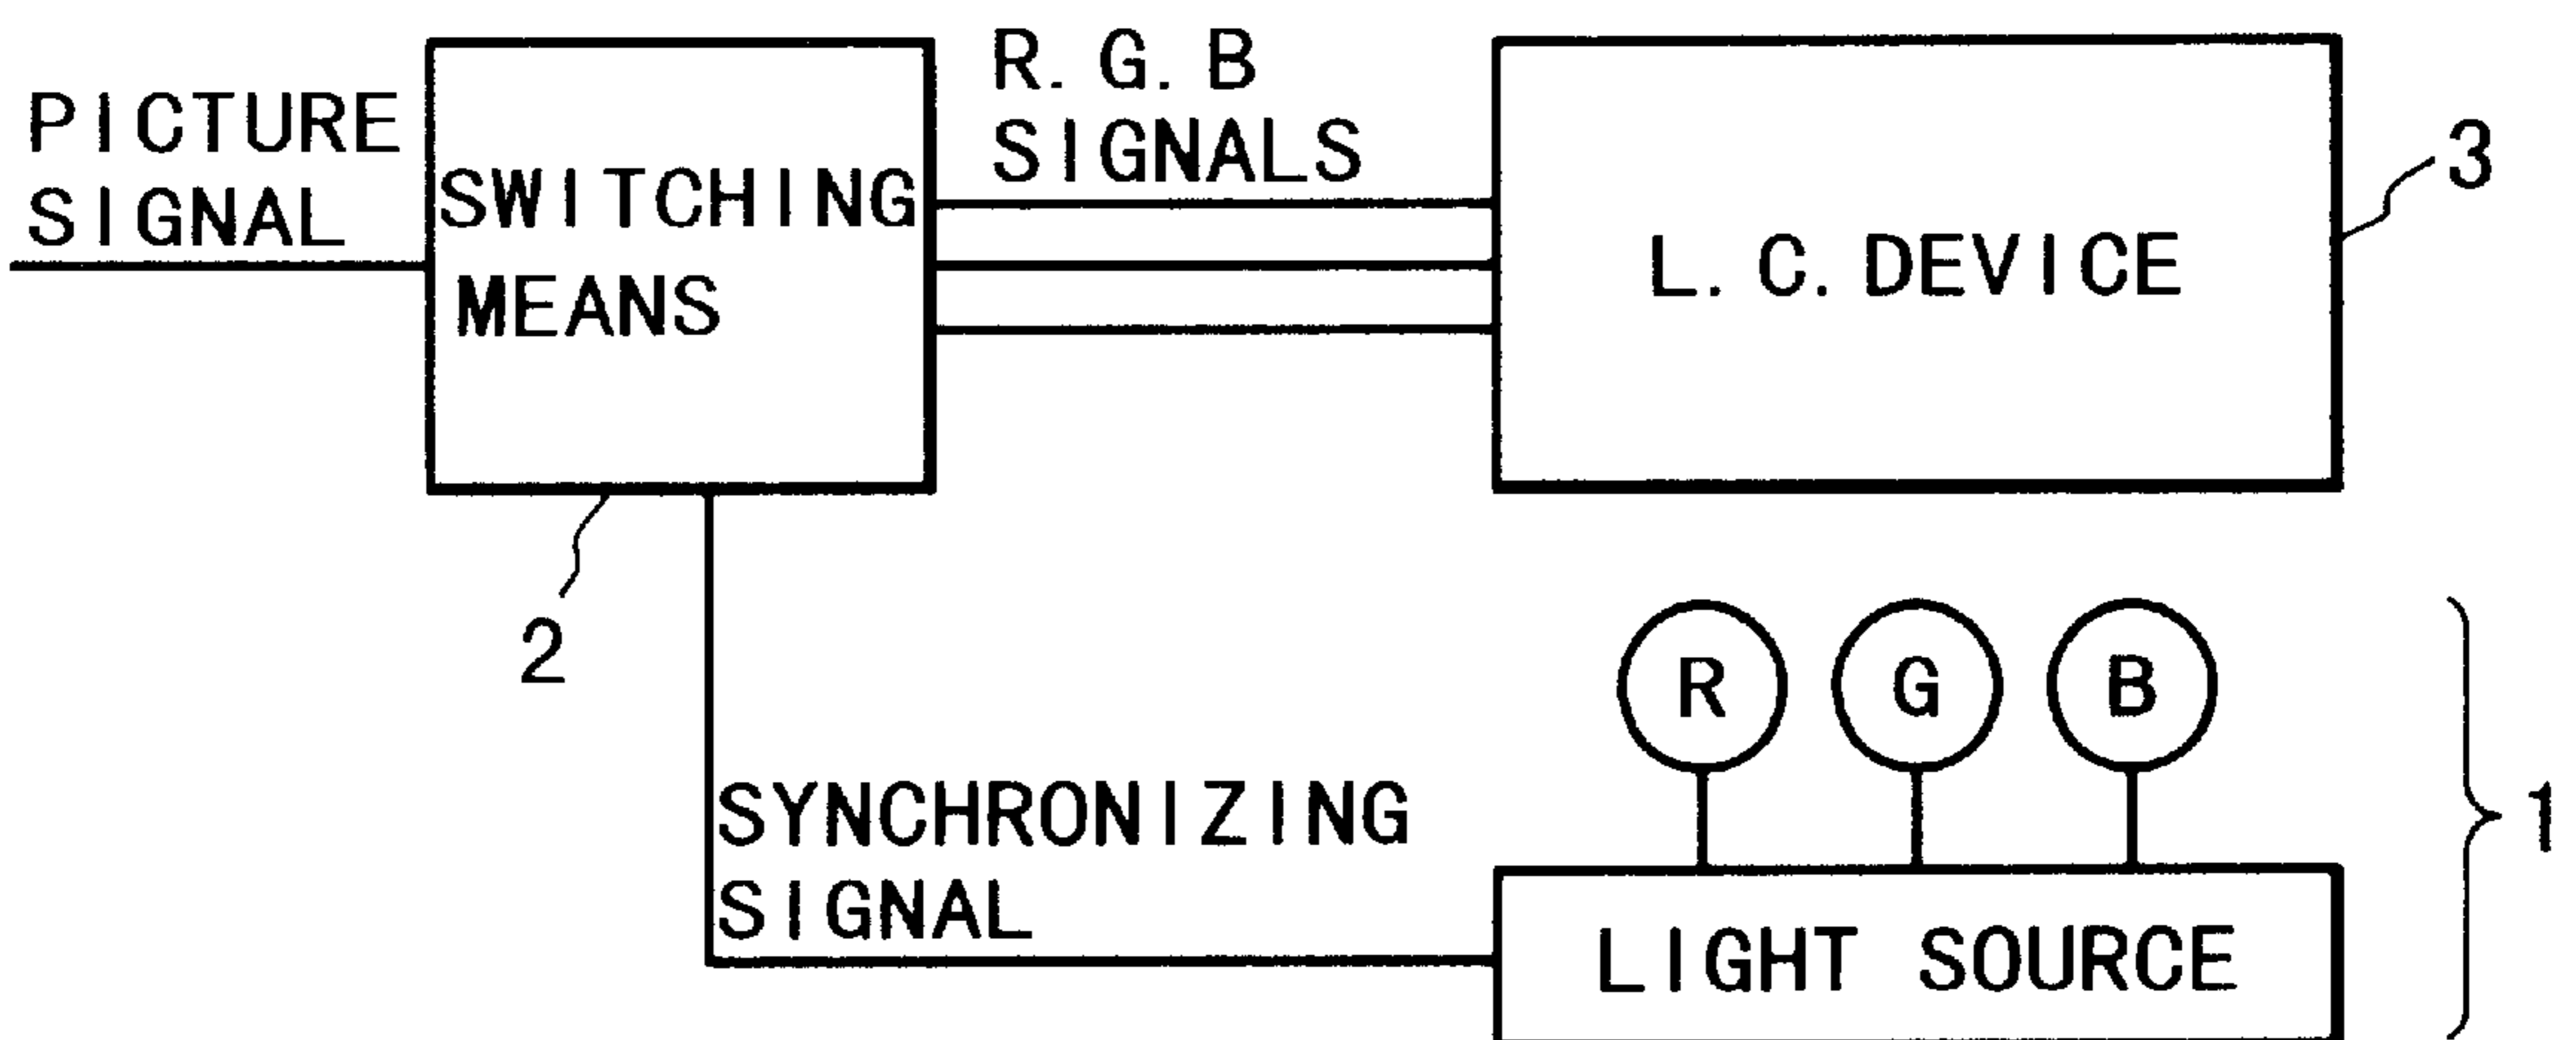 PICTURE
SIGNAL
SWITCHING
MEANS
2
R.G.B
SIGNALS
L.C.DEVICE
3
SYNCHRONIZING
SIGNAL
R G B
LIGHT SOURCE
1